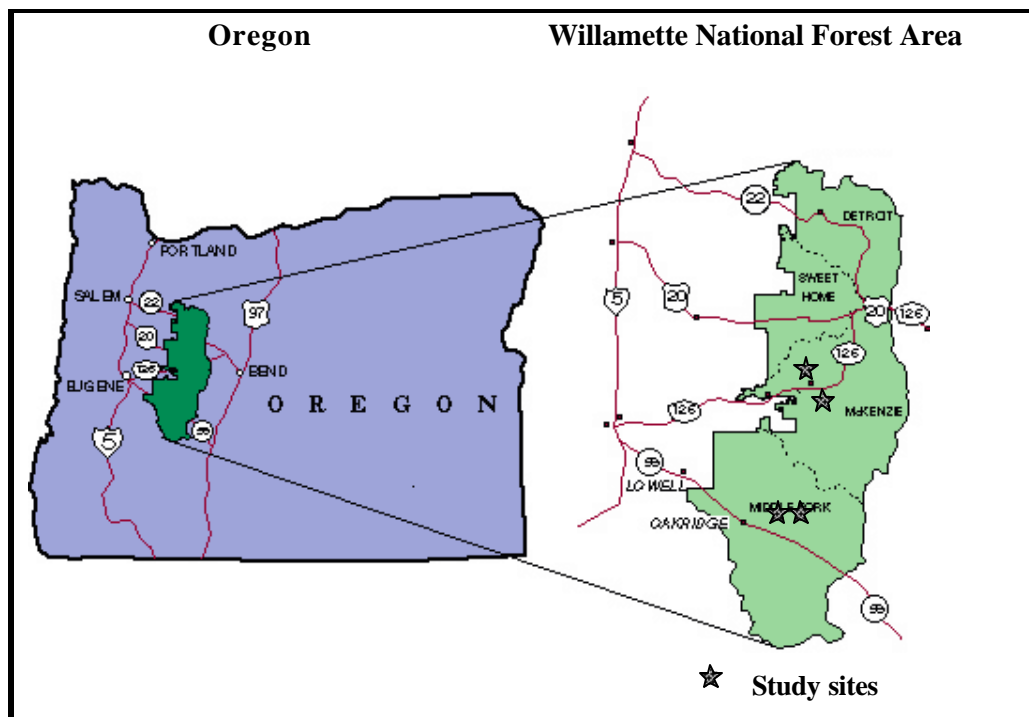 Oregon
Willamette National Forest Area
PORTLAND
SALEM
22
20
126
EUGENE
97
BEND
OREGON
5
58
22
DETROIT
SWEET
HOME
5
20
20
126
126
126
McKENZIE
58
LOWELL
MIDDLE FORK
OAKRIDGE
58
Study sites